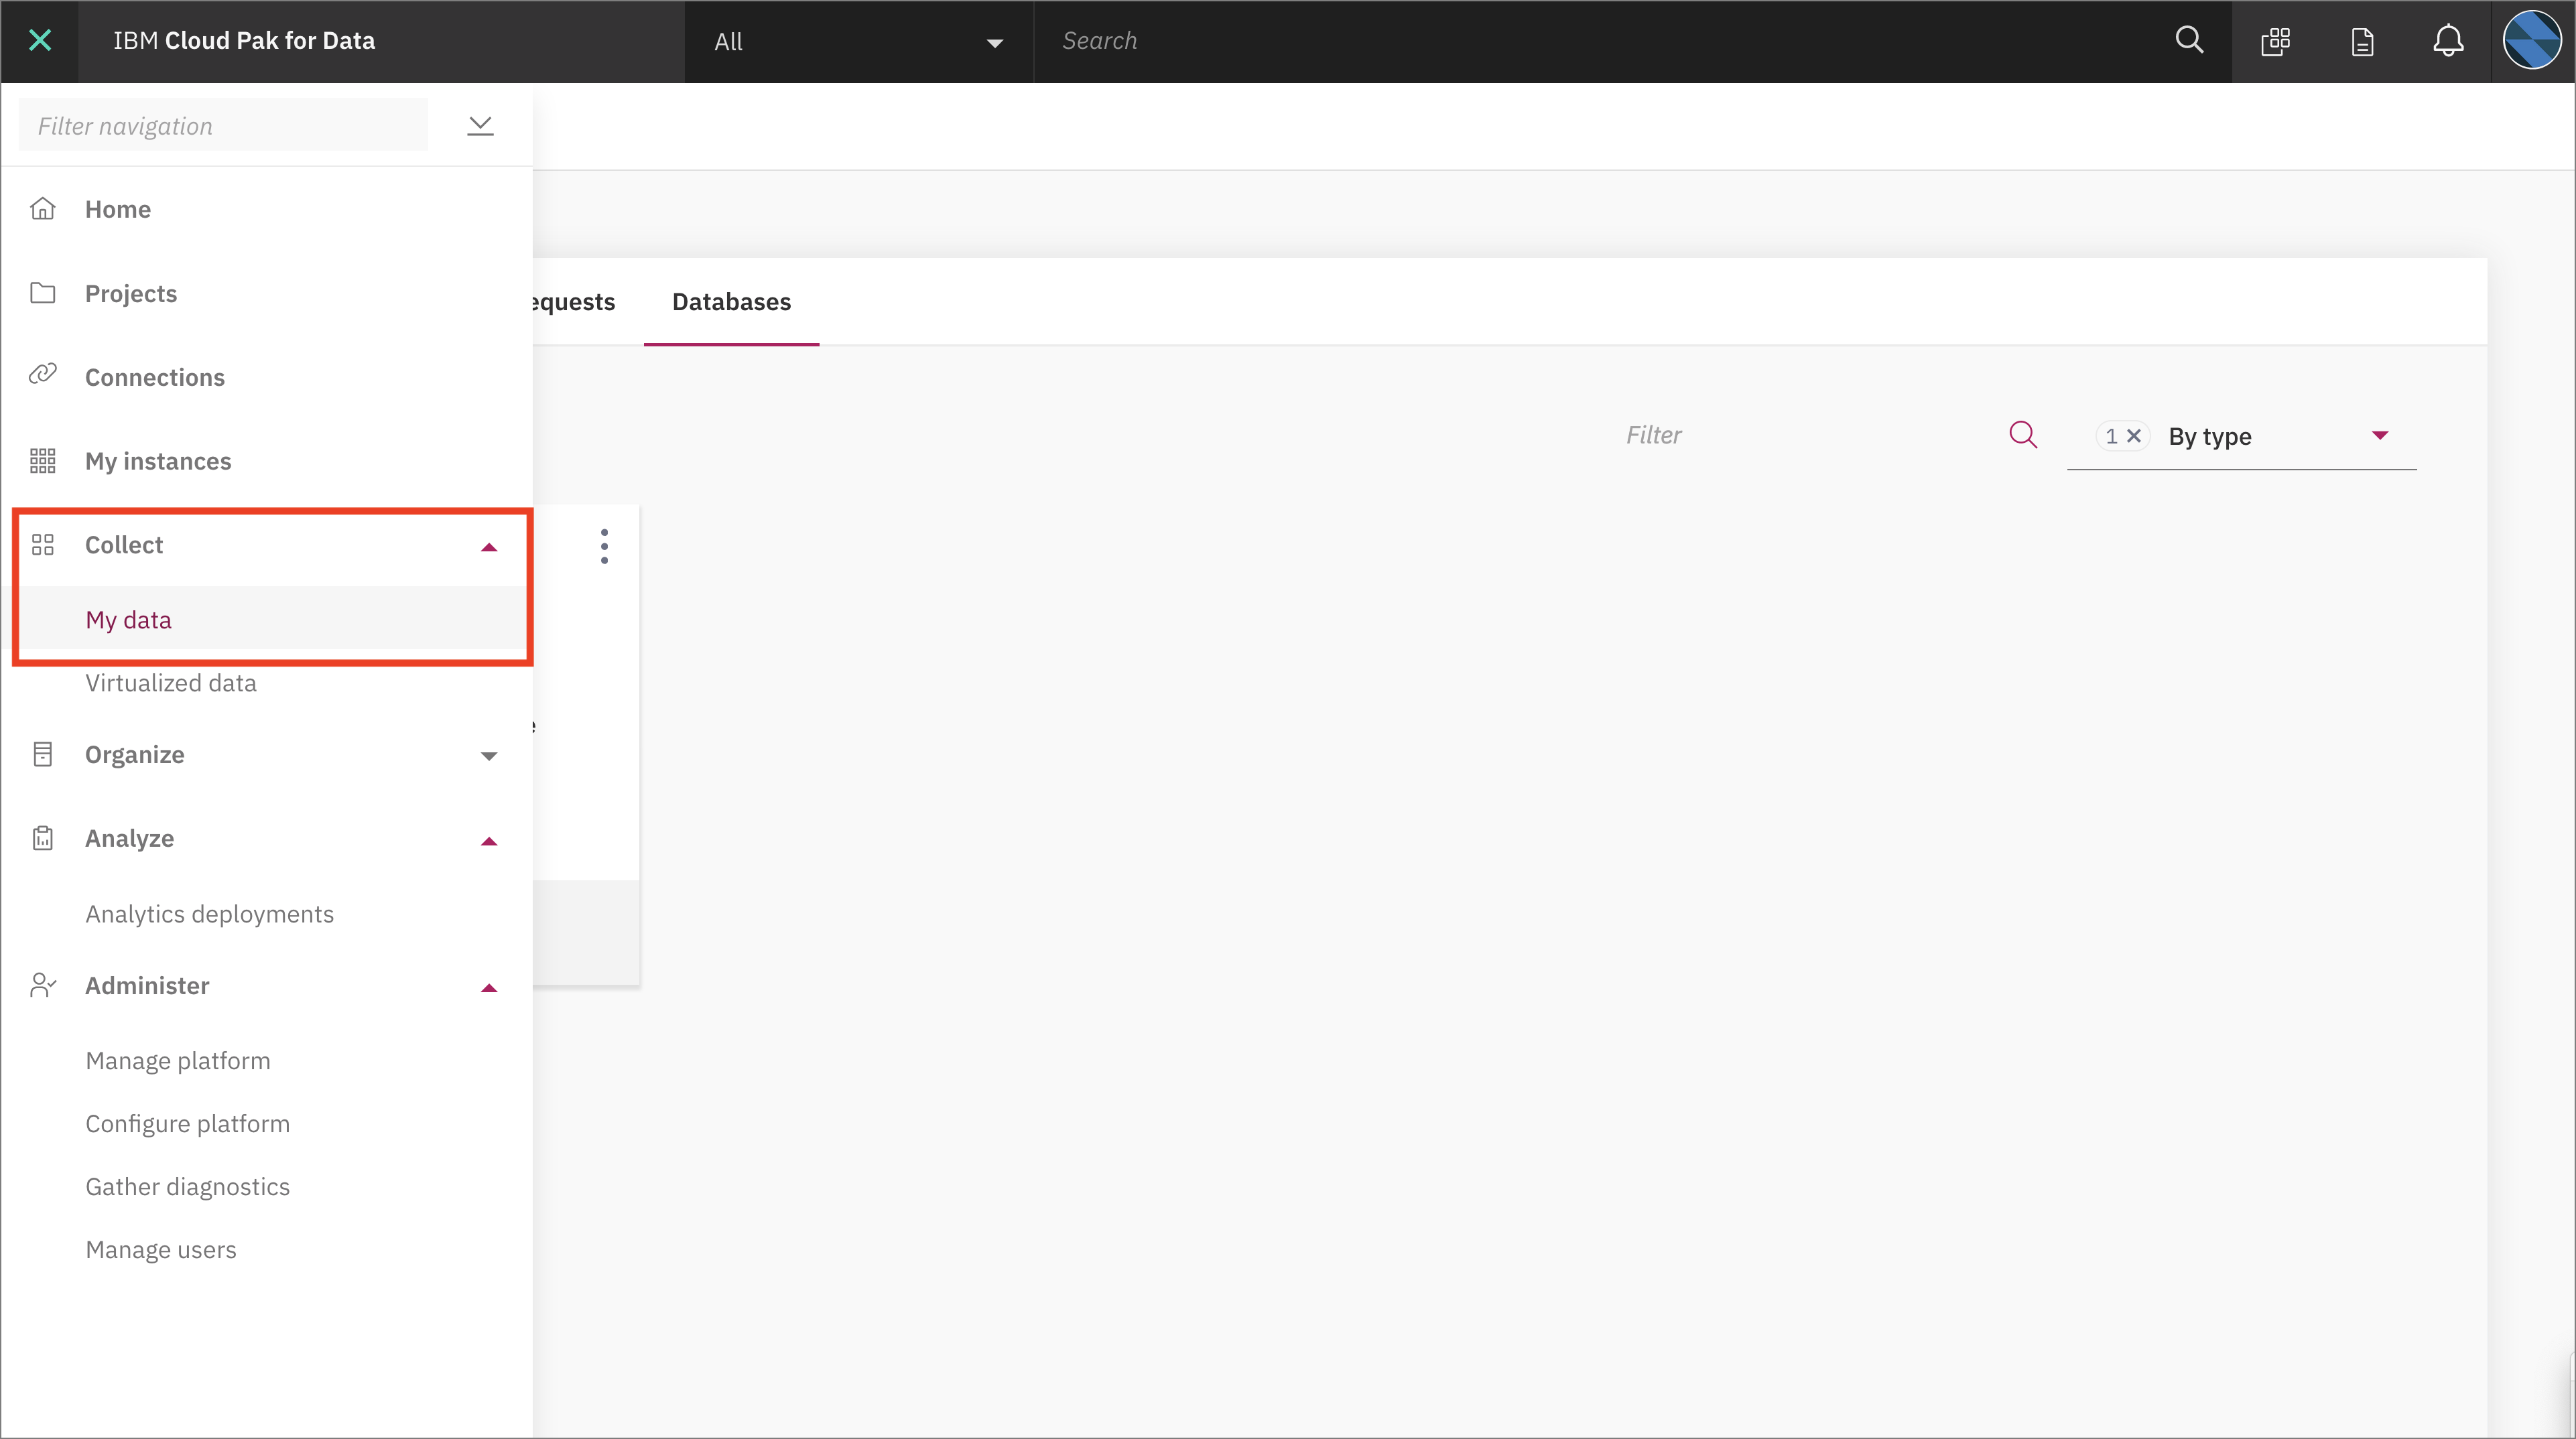 IBM Cloud Pak for Data
All
Search
Filter navigation
Home
Projects
Connections
My instances
Collect
My data
Virtualized data
Organize
Analyze
Analytics deployments
Administer
Manage platform
Configure platform
Gather diagnostics
Manage users
equests
Databases
Filter
1
By type
e